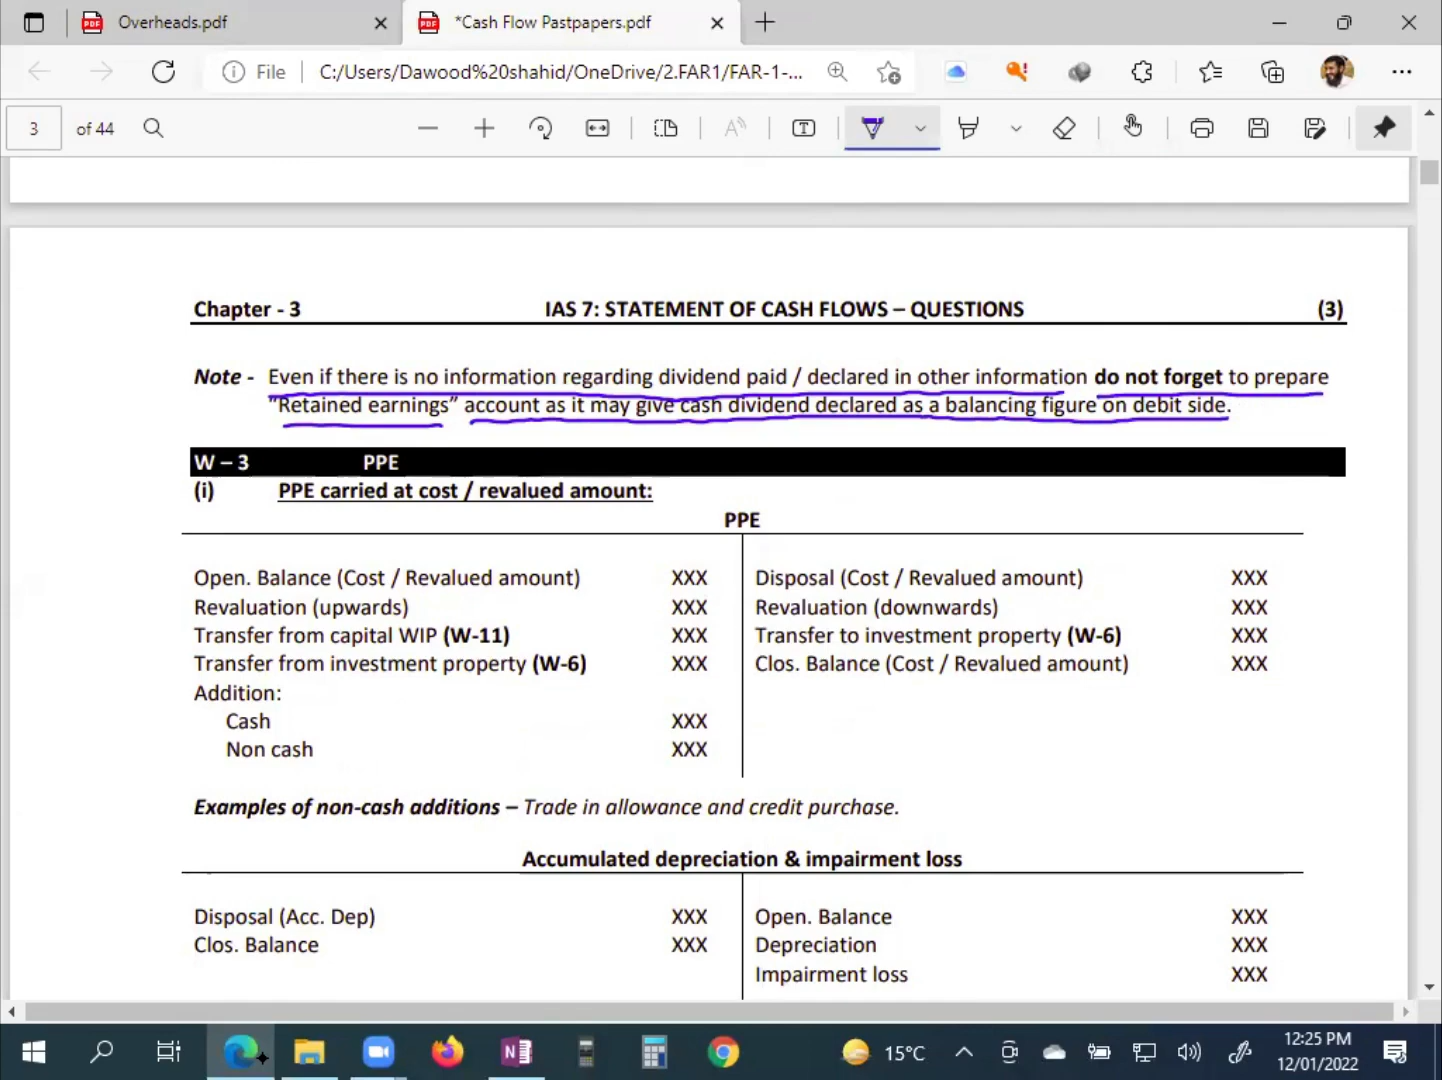 Overheads.pdf
*Cash Flow Pastpapers.pdf
File C:/Users/Dawood%20shahid/OneDrive/2.FAR1/FAR-1-...
3 of 44
Chapter - 3 IAS 7: STATEMENT OF CASH FLOWS – QUESTIONS (3)
Note - Even if there is no information regarding dividend paid / declared in other information do not forget to prepare
"Retained earnings” account as it may give cash dividend declared as a balancing figure on debit side.
W – 3 PPE
(i) PPE carried at cost / revalued amount:
PPE
Open. Balance (Cost / Revalued amount) XXX Disposal (Cost / Revalued amount) XXX
Revaluation (upwards) XXX Revaluation (downwards) XXX
Transfer from capital WIP (W-11) XXX Transfer to investment property (W-6) XXX
Transfer from investment property (W-6) XXX Clos. Balance (Cost / Revalued amount) XXX
Addition:
Cash XXX
Non cash XXX
Examples of non-cash additions – Trade in allowance and credit purchase.
Accumulated depreciation & impairment loss
Disposal (Acc. Dep) XXX Open. Balance XXX
Clos. Balance XXX Depreciation XXX
Impairment loss XXX
15°C 12:25 PM
12/01/2022